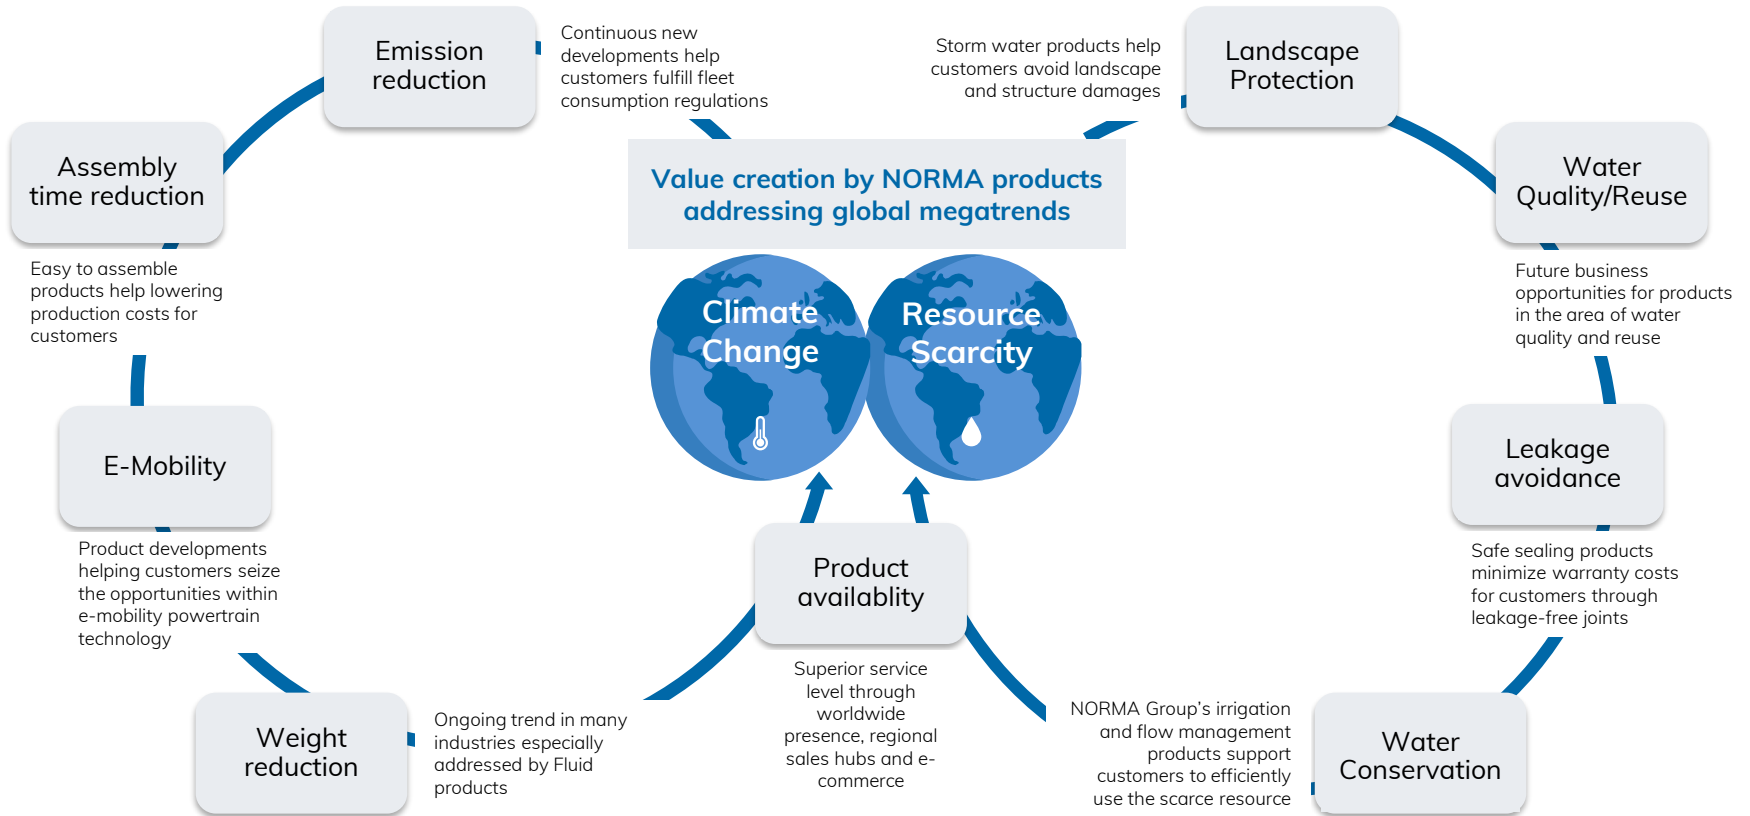 Emission
reduction
Continuous new
developments help
customers fulfill fleet
consumption regulations
Storm water products help
customers avoid landscape
and structure damages
Landscape
Protection
Assembly
time reduction
Easy to assemble
products help lowering
production costs for
customers
Value creation by NORMA products
addressing global megatrends
Water
Quality/Reuse
Future business
opportunities for products
in the area of water
quality and reuse
Climate
Change
Resource
Scarcity
E-Mobility
Product developments
helping customers seize
the opportunities within
e-mobility powertrain
technology
Leakage
avoidance
Safe sealing products
minimize warranty costs
for customers through
leakage-free joints
Product
availablity
Superior service
level through
worldwide
presence, regional
sales hubs and e-
commerce
Weight
reduction
Ongoing trend in many
industries especially
addressed by Fluid
products
NORMA Group’s irrigation
and flow management
products support
customers to efficiently
use the scarce resource
Water
Conservation